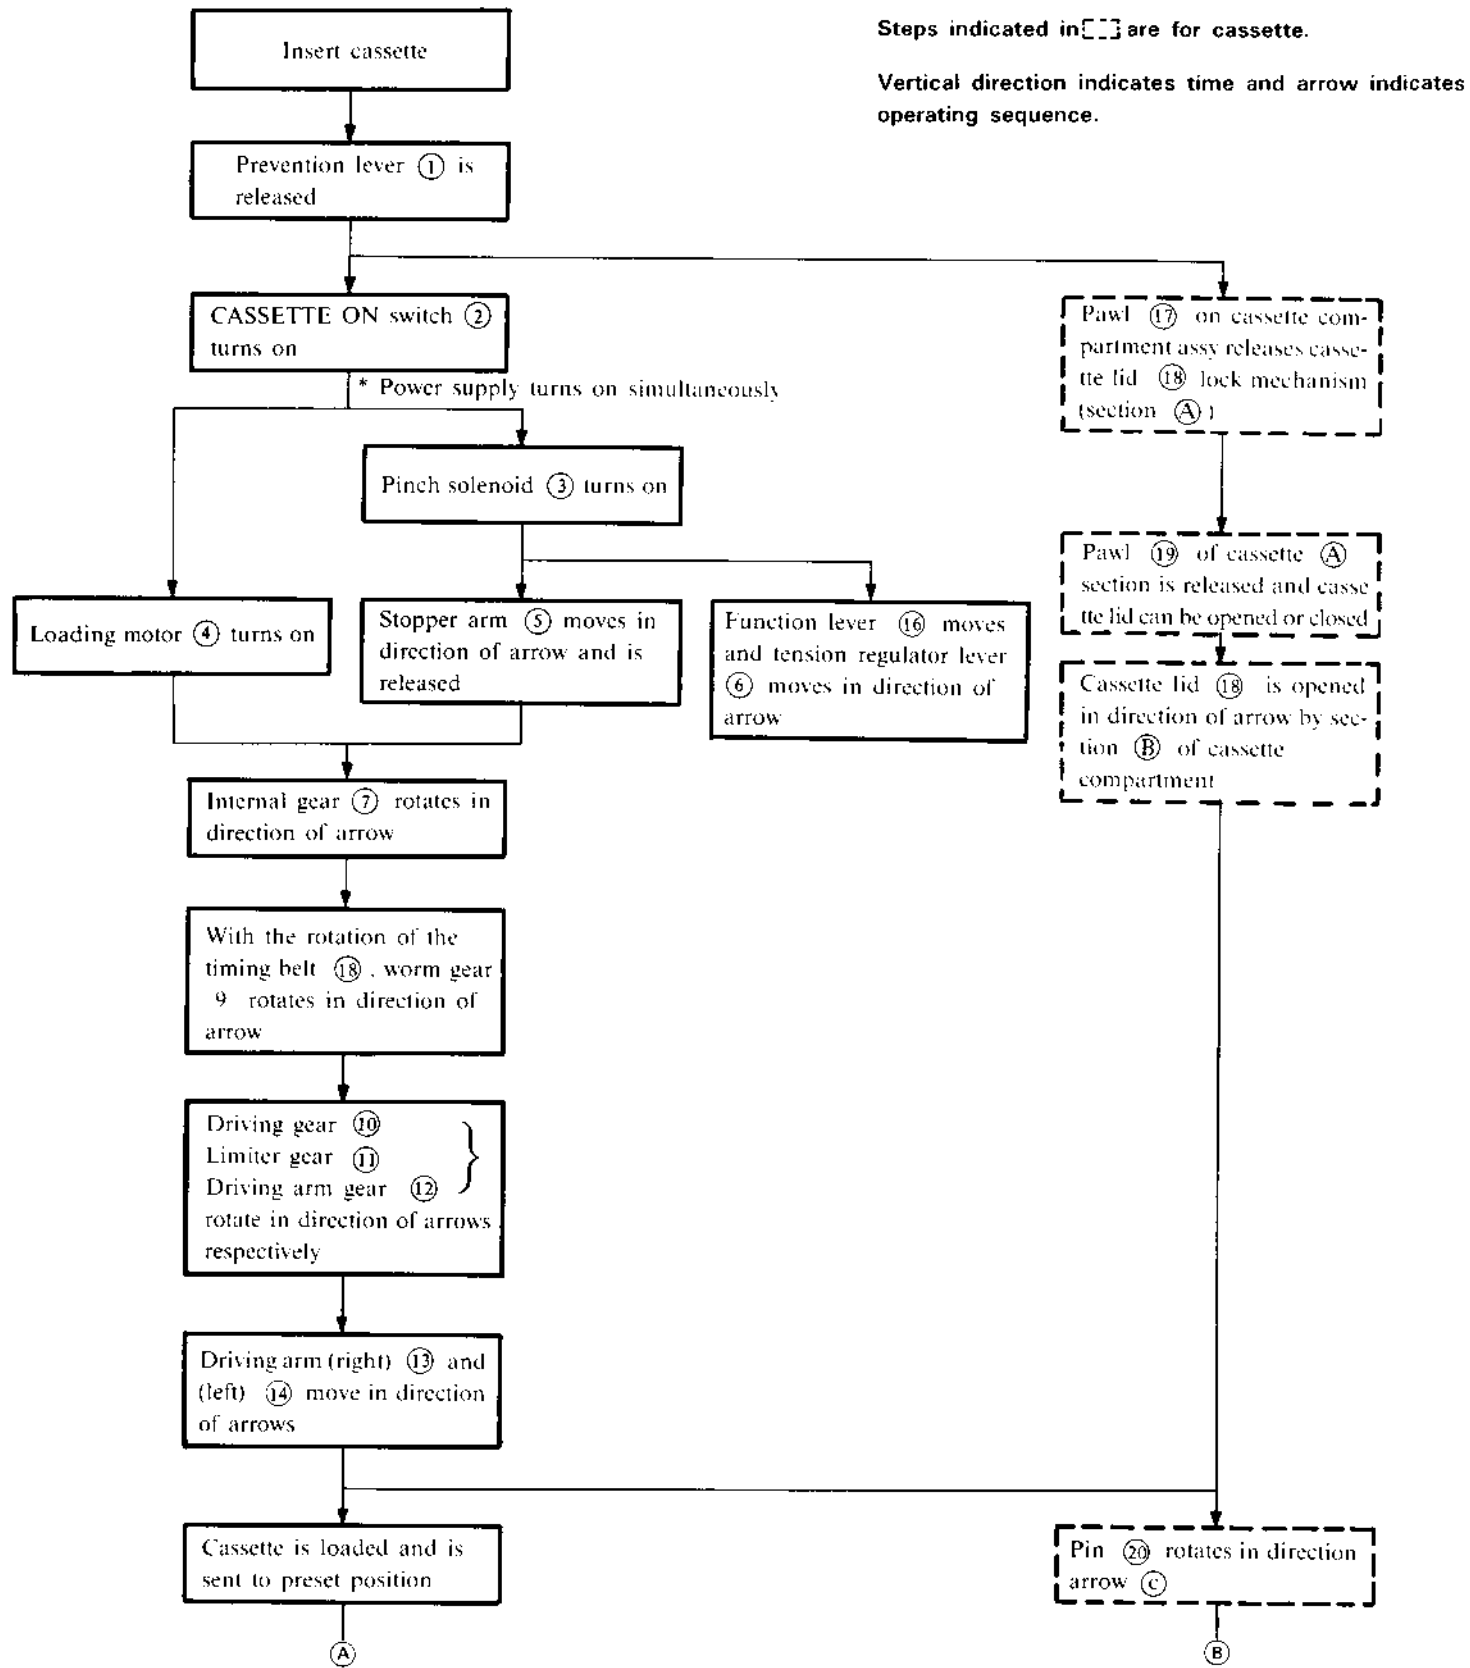 Steps indicated in[ ] are for cassette.
Vertical direction indicates time and arrow indicates
operating sequence.
Insert cassette
Prevention lever ① is
released
CASSETTE ON switch ②
turns on
* Power supply turns on simultaneously
Pawl ⑰ on cassette com-
partment assy releases casse-
tte lid ⑱ lock mechanism
(section Ⓐ)
Pinch solenoid ③ turns on
Pawl ⑲ of cassette Ⓐ
section is released and casse
tte lid can be opened or closed
Loading motor ④ turns on
Stopper arm ⑤ moves in
direction of arrow and is
released
Function lever ⑯ moves
and tension regulator lever
⑥ moves in direction of
arrow
Cassette lid ⑱ is opened
in direction of arrow by sec-
tion Ⓑ of cassette
compartment
Internal gear ⑦ rotates in
direction of arrow
With the rotation of the
timing belt ⑱, worm gear
9 rotates in direction of
arrow
Driving gear ⑩
Limiter gear ⑪
Driving arm gear ⑫
rotate in direction of arrows
respectively
Driving arm (right) ⑬ and
(left) ⑭ move in direction
of arrows
Cassette is loaded and is
sent to preset position
Pin ⑳ rotates in direction
arrow ⓒ
Ⓐ
Ⓑ